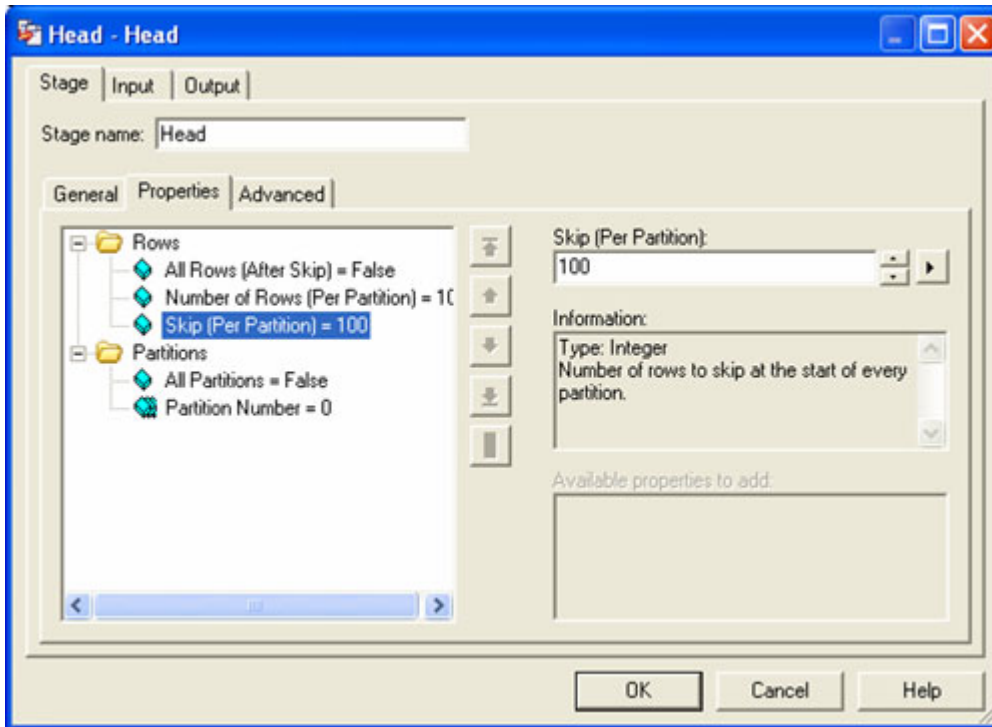 Head - Head
Stage Input Output
Stage name: Head
General Properties Advanced
Rows
All Rows (After Skip) = False
Number of Rows (Per Partition) = 10
Skip (Per Partition) = 100
Partitions
All Partitions = False
Partition Number = 0
Skip (Per Partition):
100
Information:
Type: Integer
Number of rows to skip at the start of every
partition.
Available properties to add:
OK Cancel Help